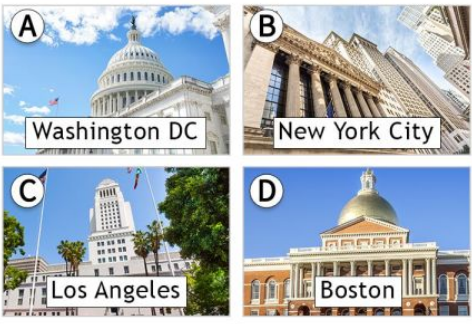 A
Washington DC
B
New York City
C
Los Angeles
D
Boston